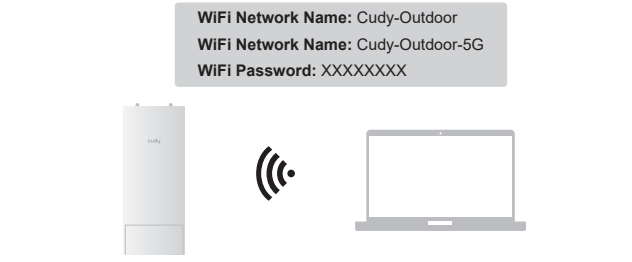 WiFi Network Name: Cudy-Outdoor
WiFi Network Name: Cudy-Outdoor-5G
WiFi Password: XXXXXXXX
cudy